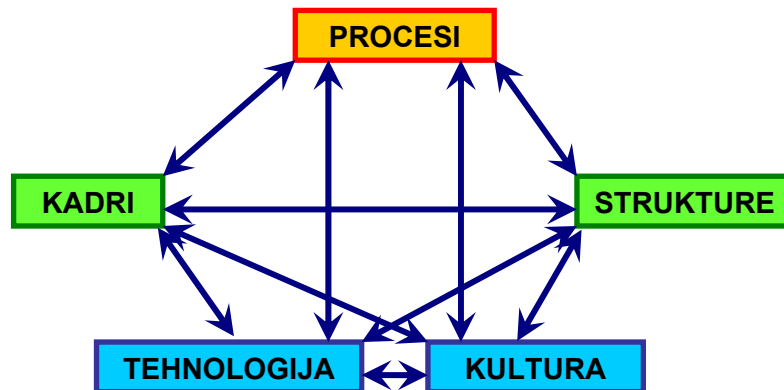 PROCESI
KADRI
STRUKTURE
TEHNOLOGIJA
KULTURA